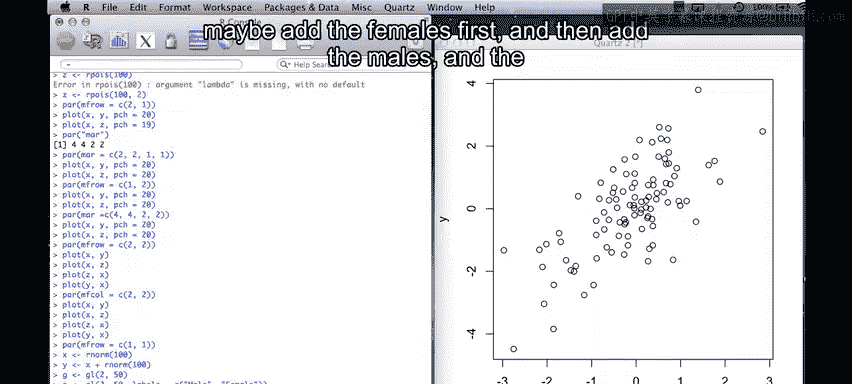 R Console Workspace Packages & Data Misc Quartz Window Help
maybe add the females first, and then add
the males, and the
Quartz 2 [*]
Help Search
> z <- rpois(100)
Error in rpois(100) : argument "lambda" is missing, with no default
> z <- rpois(100, 2)
> par(mfrow = c(2, 1))
> plot(x, y, pch = 20)
> plot(x, z, pch = 19)
> par("mar")
[1] 4 4 2 2
> par(mar = c(2, 2, 1, 1))
> plot(x, y, pch = 20)
> plot(x, z, pch = 20)
> par(mfrow = c(1, 2))
> plot(x, y, pch = 20)
> plot(x, z, pch = 20)
> par(mar =c(4, 4, 2, 2))
> plot(x, y, pch = 20)
> plot(x, z, pch = 20)
> par(mfrow = c(2, 2))
> plot(x, y)
> plot(x, z)
> plot(z, x)
> plot(y, x)
> par(mfcol = c(2, 2))
> plot(x, y)
> plot(x, z)
> plot(z, x)
> plot(y, x)
> par(mfrow = c(1, 1))
> x <- rnorm(100)
> y <- x + rnorm(100)
> g <- gl(2, 50)
> g <- gl(2, 50, labels = c("Male", "Female"))
4
2
0
-2
-4
y
-3 -2 -1 0 1 2 3